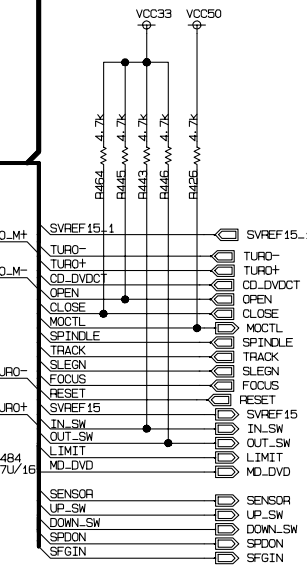 VCC33 VCC50
R464 4.7k
R445 4.7k
R443 4.7k
R446 4.7k
R426 4.7k
O_M+
O_M-
URO-
URO+
484
7U/16
SVREF15_1 SVREF15_
TURO- TURO-
TURO+ TURO+
CD_DVDCT CD_DVDCT
OPEN OPEN
CLOSE CLOSE
MOCTL MOCTL
SPINDLE SPINDLE
TRACK TRACK
SLEGN SLEGN
FOCUS FOCUS
RESET RESET
SVREF15 SVREF15
IN_SW IN_SW
OUT_SW OUT_SW
LIMIT LIMIT
MD_DVD MD_DVD
SENSOR SENSOR
UP_SW UP_SW
DOWN_SW DOWN_SW
SPDON SPDON
SFGIN SFGIN